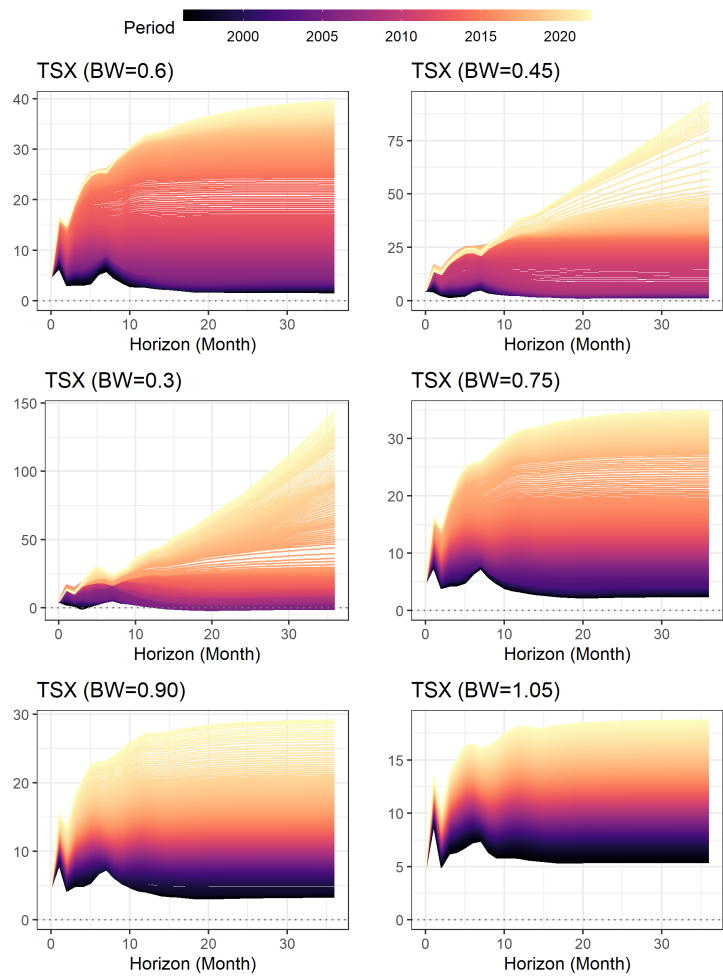 Period
2000 2005 2010 2015 2020
TSX (BW=0.6)
40
30
20
10
0
0 10 20 30
Horizon (Month)
TSX (BW=0.45)
75
50
25
0
0 10 20 30
Horizon (Month)
TSX (BW=0.3)
150
100
50
0
0 10 20 30
Horizon (Month)
TSX (BW=0.75)
30
20
10
0
0 10 20 30
Horizon (Month)
TSX (BW=0.90)
30
20
10
0
0 10 20 30
Horizon (Month)
TSX (BW=1.05)
15
10
5
0
0 10 20 30
Horizon (Month)